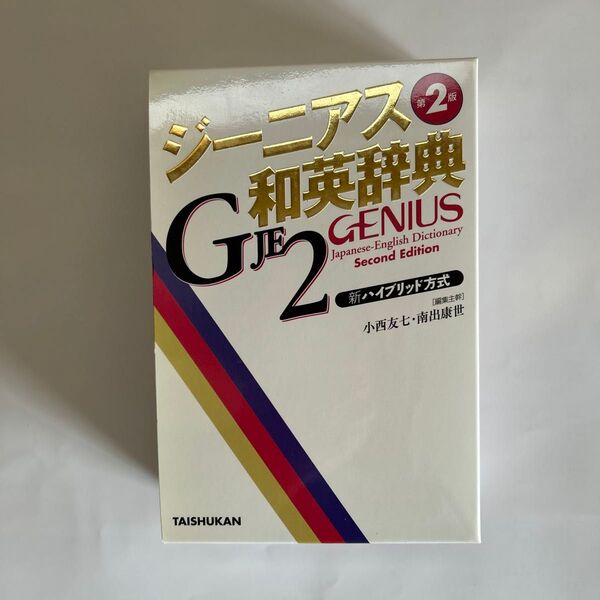 第2版
ジーニアス
和英辞典
GJE2
GENIUS
Japanese-English Dictionary
Second Edition
新ハイブリッド方式
[編集主幹]
小西友七・南出康世
TAISHUKAN